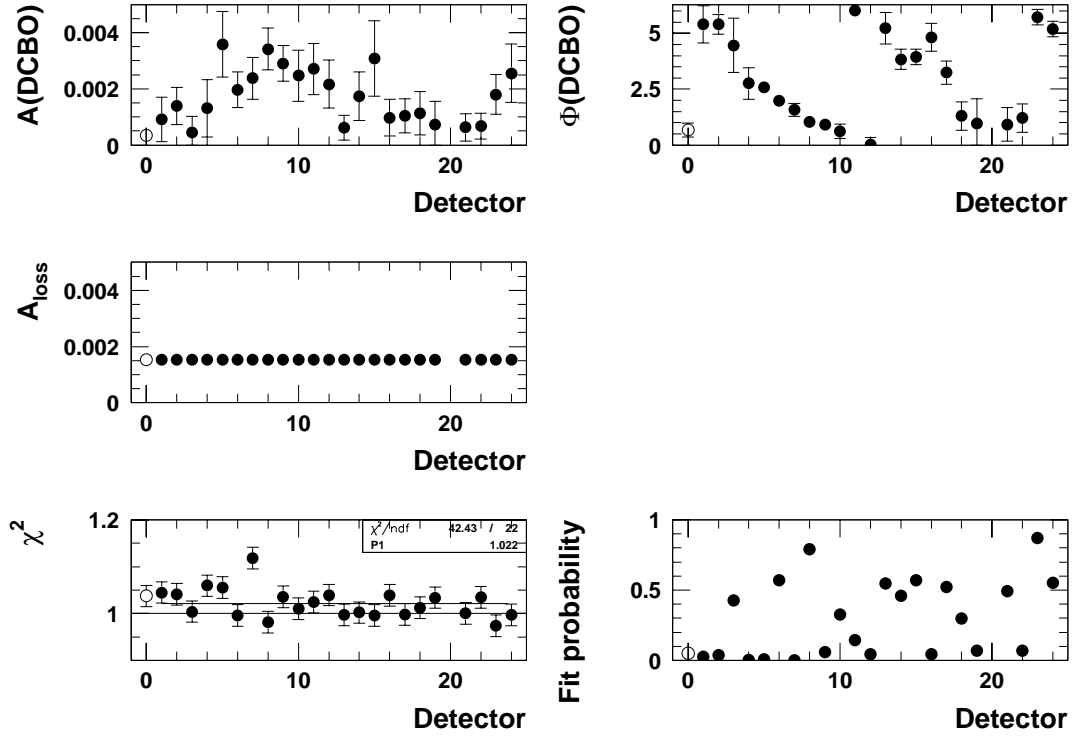 A(DCBO)
0.004
0.002
0
0
10
20
Detector
Φ(DCBO)
5
2.5
0
0
10
20
Detector
A_loss
0.004
0.002
0
0
10
20
Detector
χ²
1.2
1
χ²/ndf 42.43 / 22
P1 1.022
0
10
20
Detector
Fit probability
1
0.5
0
0
10
20
Detector